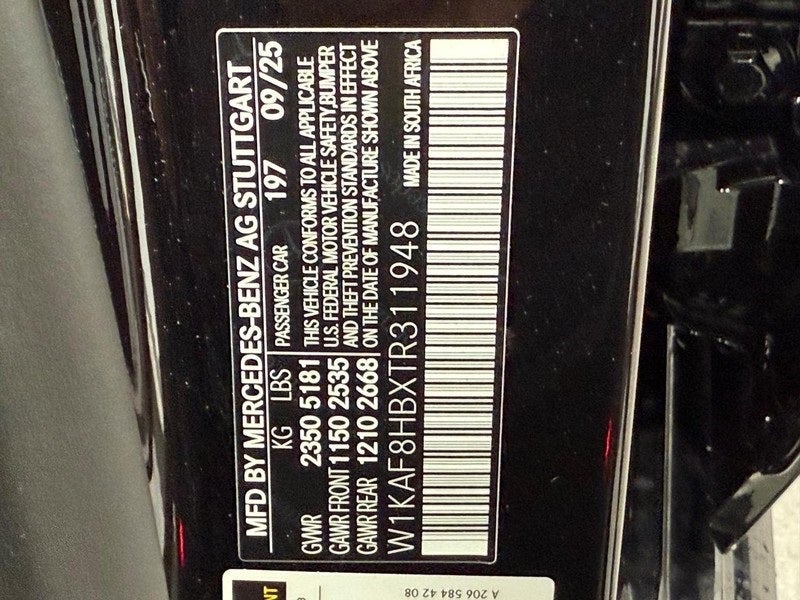 MFD BY MERCEDES-BENZ AG STUTTGART
KG LBS
GVWR 2350 5181
GAWR FRONT 1150 2535
GAWR REAR 1210 2668
PASSENGER CAR 197 09/25
THIS VEHICLE CONFORMS TO ALL APPLICABLE
U.S. FEDERAL MOTOR VEHICLE SAFETY,BUMPER
AND THEFT PREVENTION STANDARDS IN EFFECT
ON THE DATE OF MANUFACTURE SHOWN ABOVE
W1KAF8HBXTR311948
MADE IN SOUTH AFRICA
A 206 584 42 08